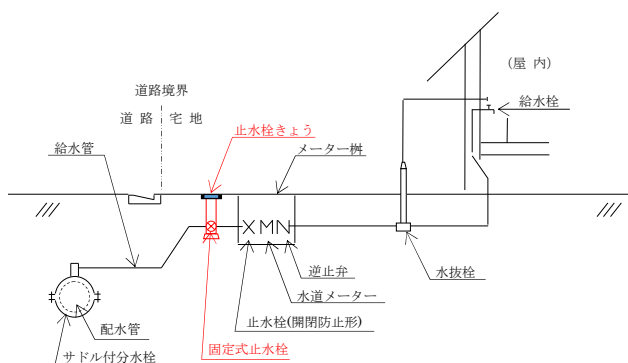 (屋 内)
道路境界
道 路
宅 地
止水栓きょう
給水栓
給水管
メーター桝
X M N
逆止弁
水抜栓
水道メーター
配水管
止水栓(開閉防止形)
固定式止水栓
サドル付分水栓